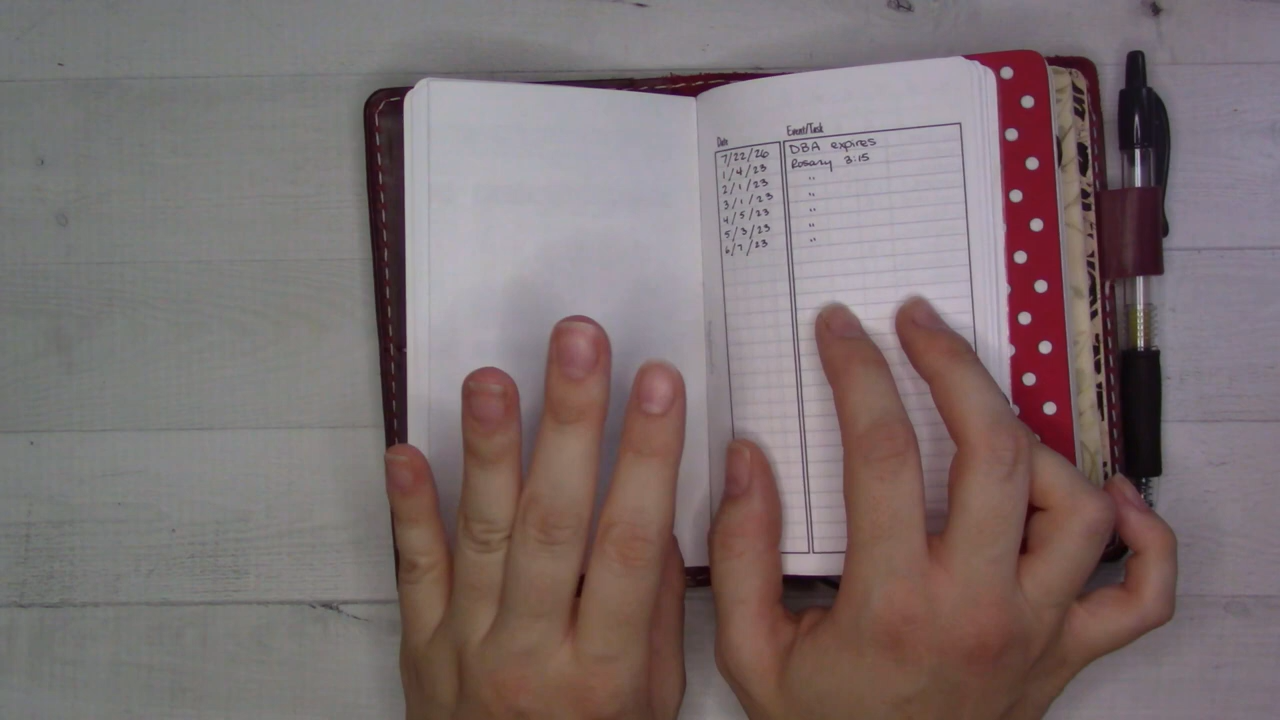 Date Event/Task
7/22/26 DBA expires
1/4/23 Rosary 3:15
2/1/23 "
3/1/23 "
4/5/23 "
5/3/23 "
6/7/23 "